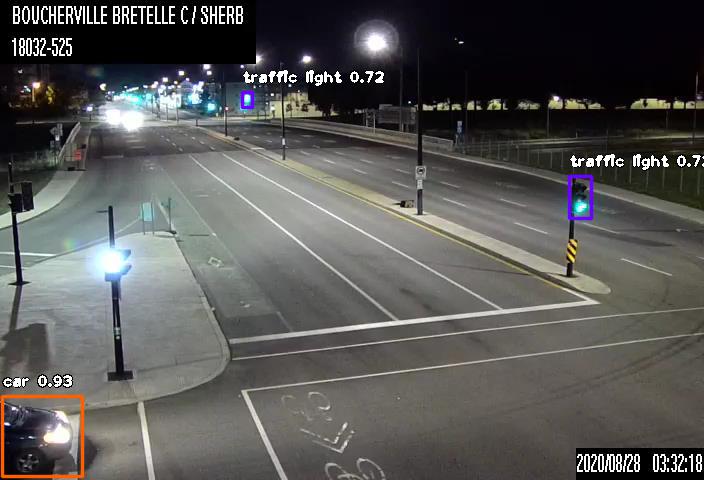 BOUCHERVILLE BRETELLE C / SHERB
18032-525
traffic light 0.72
traffic light 0.7
car 0.93
2020/08/28 03:32:18